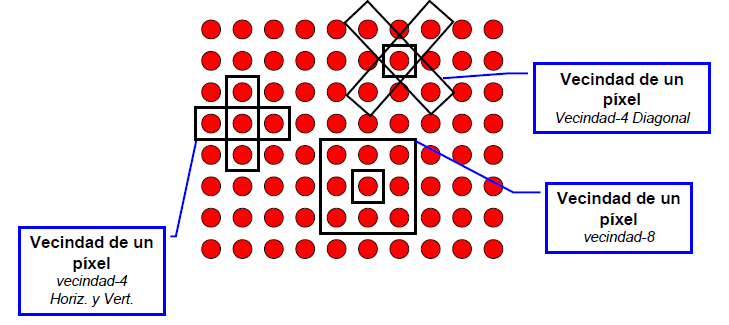 Vecindad de un
píxel
Vecindad-4 Diagonal
Vecindad de un
píxel
vecindad-8
Vecindad de un
píxel
vecindad-4
Horiz. y Vert.